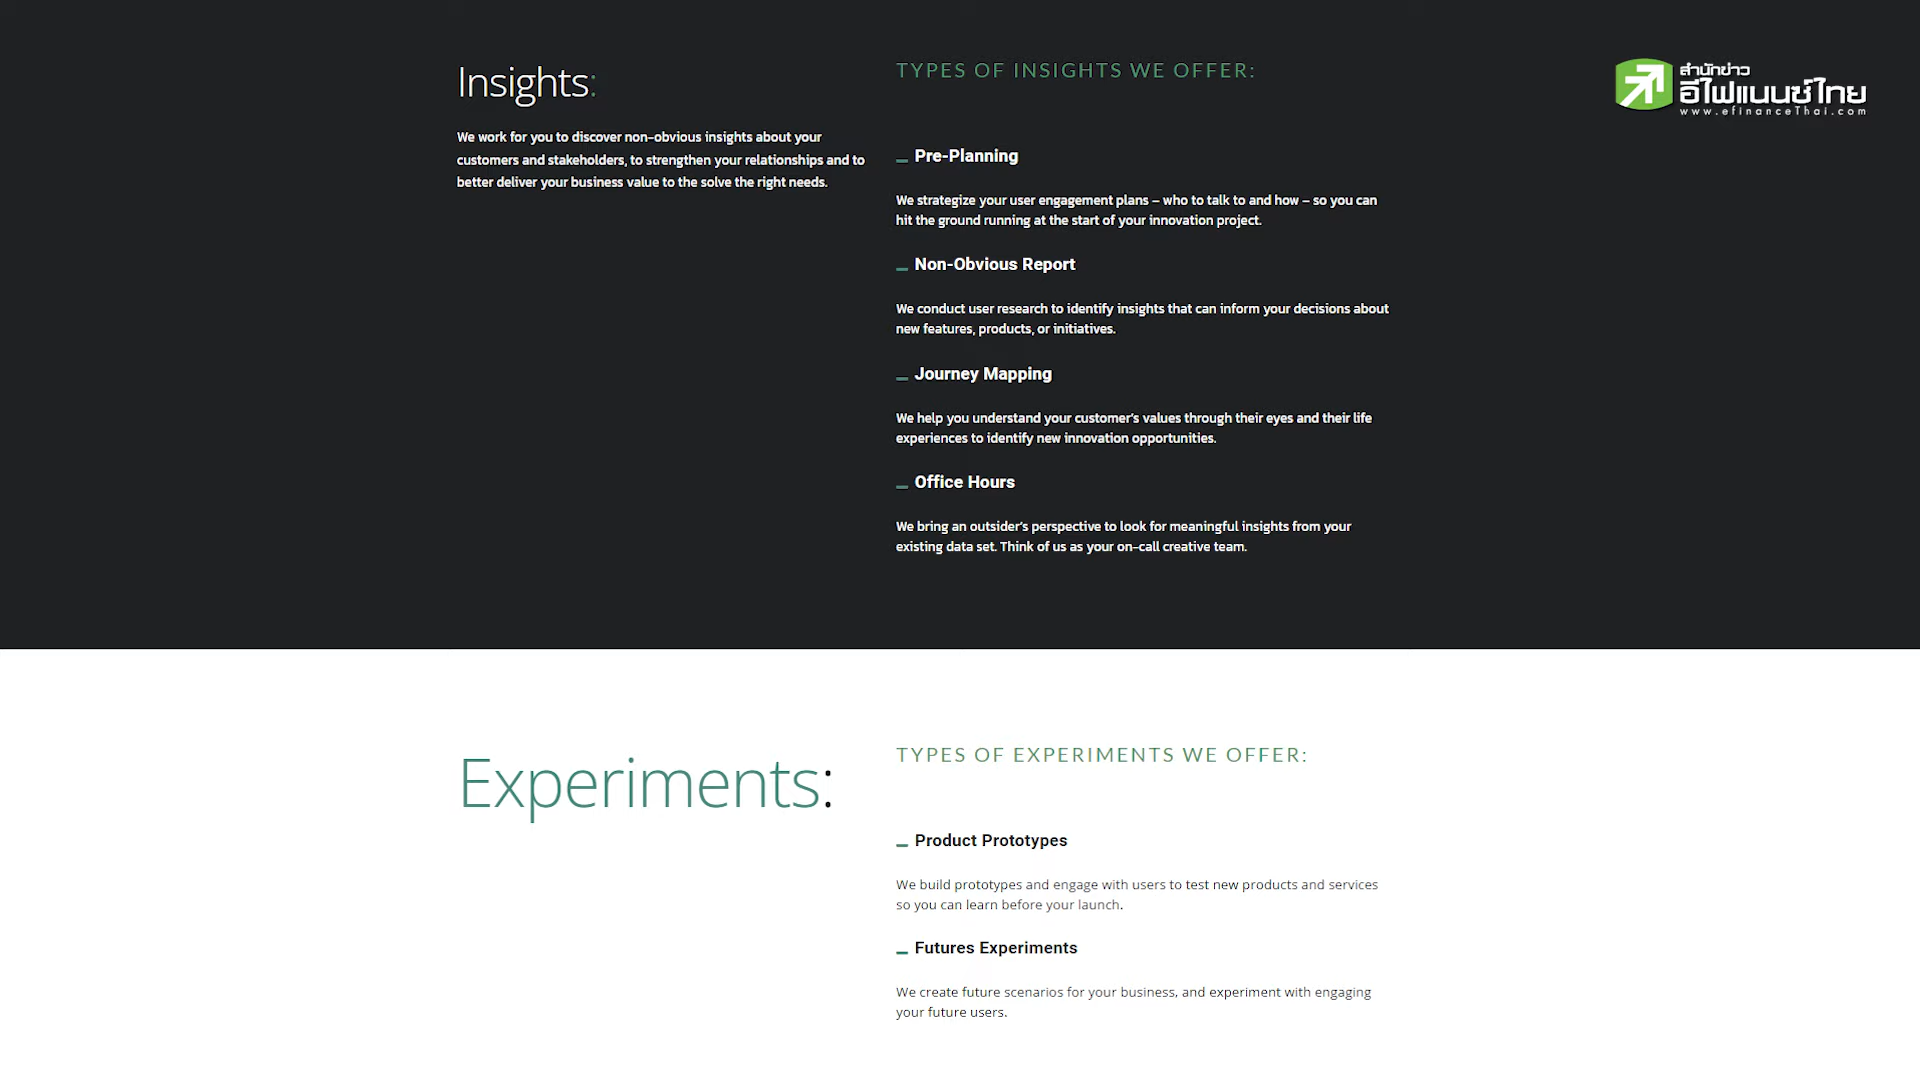 Insights:
We work for you to discover non-obvious insights about your
customers and stakeholders, to strengthen your relationships and to
better deliver your business value to the solve the right needs.
TYPES OF INSIGHTS WE OFFER:
_ Pre-Planning
We strategize your user engagement plans – who to talk to and how – so you can
hit the ground running at the start of your innovation project.
_ Non-Obvious Report
We conduct user research to identify insights that can inform your decisions about
new features, products, or initiatives.
_ Journey Mapping
We help you understand your customer's values through their eyes and their life
experiences to identify new innovation opportunities.
_ Office Hours
We bring an outsider's perspective to look for meaningful insights from your
existing data set. Think of us as your on-call creative team.
สำนักข่าว
อีไฟแนนซ์ไทย
www.efinanceThai.com
Experiments:
TYPES OF EXPERIMENTS WE OFFER:
_ Product Prototypes
We build prototypes and engage with users to test new products and services
so you can learn before your launch.
_ Futures Experiments
We create future scenarios for your business, and experiment with engaging
your future users.